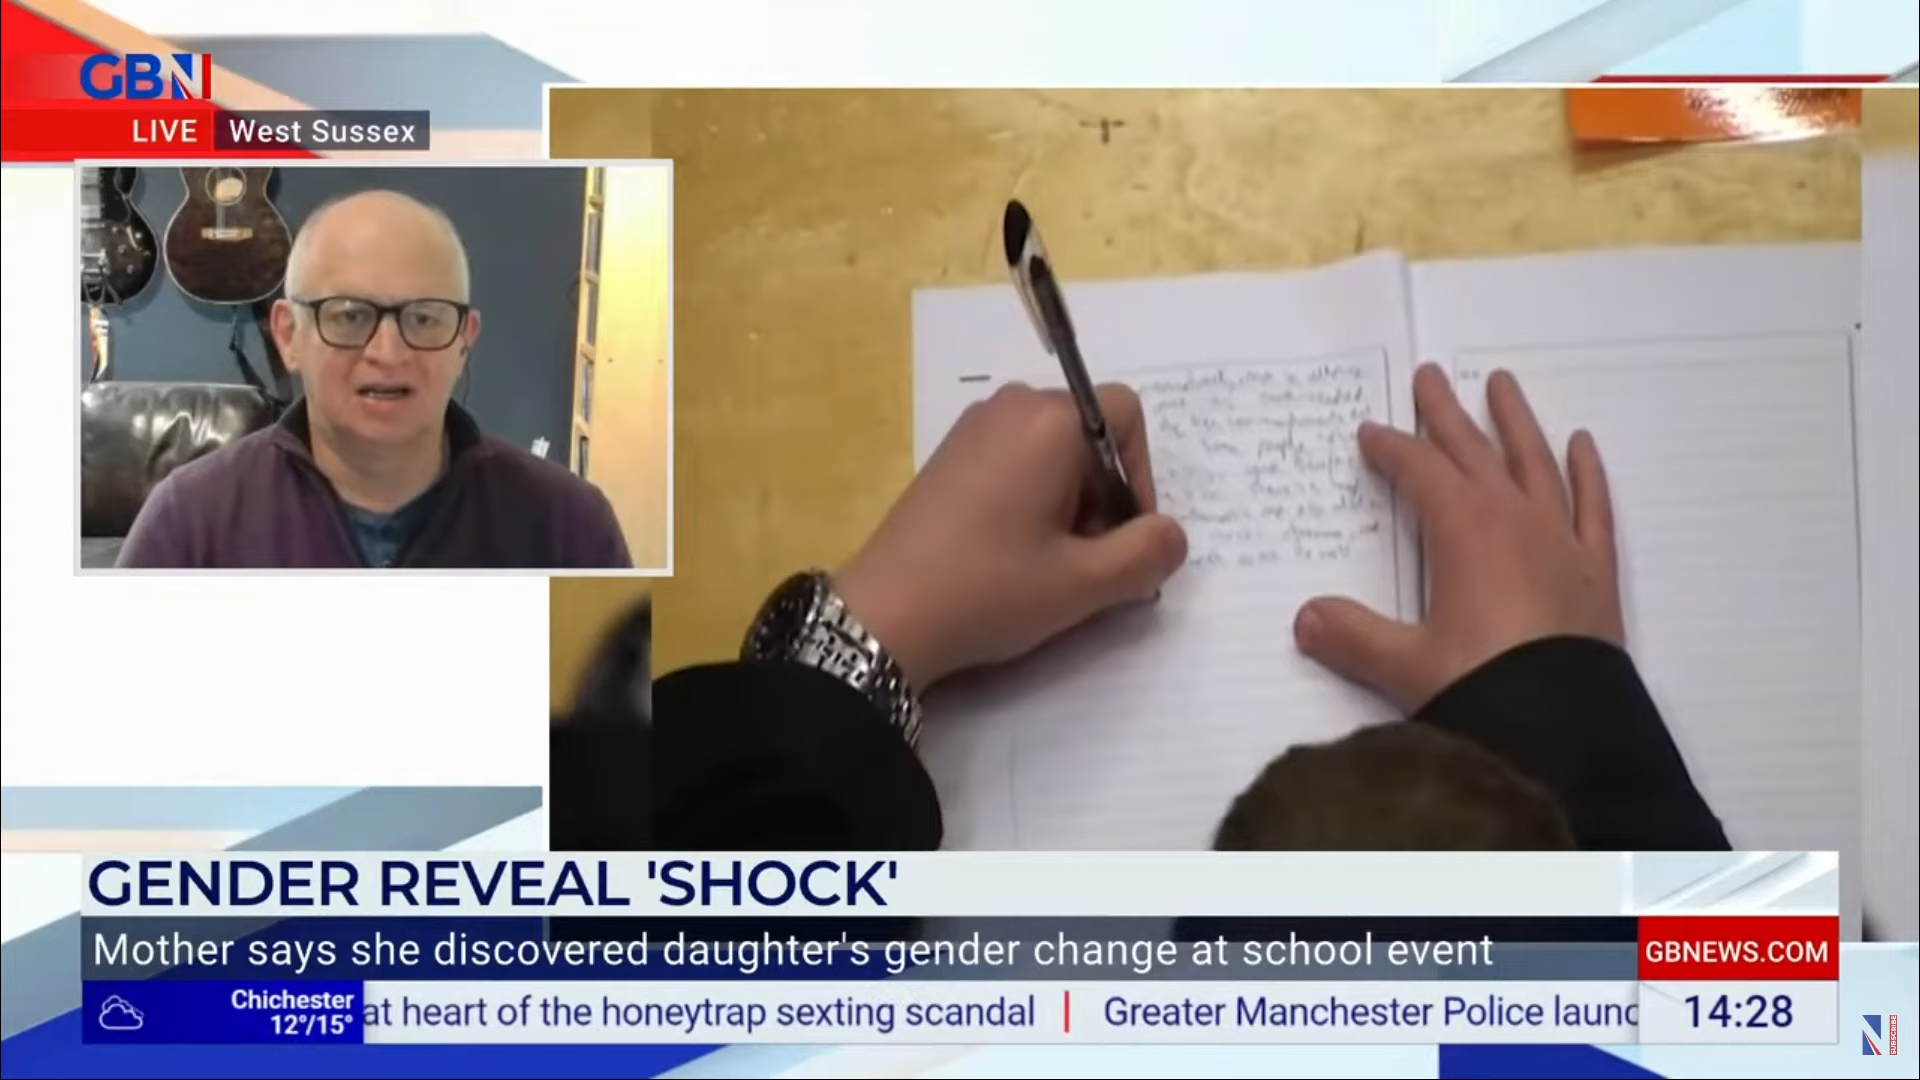 GBN
LIVE West Sussex
GENDER REVEAL 'SHOCK'
Mother says she discovered daughter's gender change at school event
GBNEWS.COM
Chichester
12°/15°
at heart of the honeytrap sexting scandal | Greater Manchester Police launc
14:28
N SUBSCRIBE